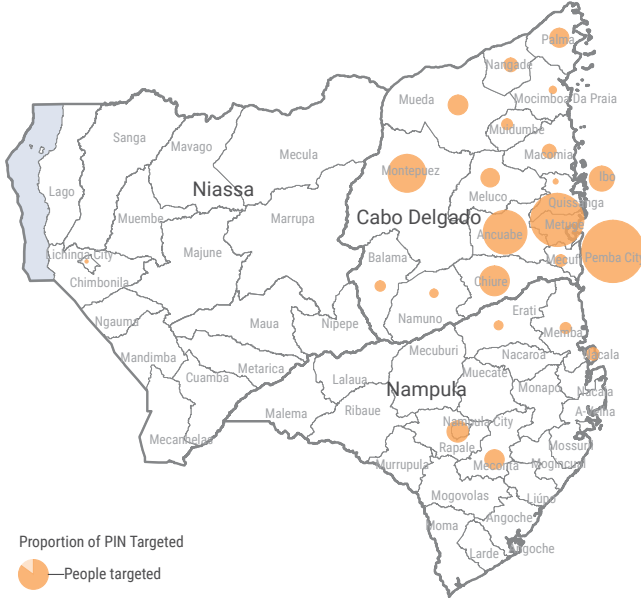 Palma
Nangade
Mueda
Mocimboa Da Praia
Muidumbe
Sanga
Mavago
Macomia
Mecula
Montepuez
Ibo
Lago
Niassa
Meluco
Quissanga
Muembe
Marrupa
Cabo Delgado
Metuge
Ancuabe
Lichinga City
Majune
Balama
Mecufi
Pemba City
Chimbonila
Chiure
Ngauma
Maua
Nipepe
Namuno
Erati
Memba
Mandimba
Mecuburi
Nacaroa
Nacala
Metarica
Muecate
Cuamba
Lalaua
Nampula
Monapo
Nacala
A-Velha
Malema
Ribaue
Nampula City
Mecanhelas
Rapale
Mossuril
Murrupula
Meconta
Mogincual
Mogovolas
Liúpo
Moma
Angoche
Proportion of PIN Targeted
Larde
Angoche
People targeted